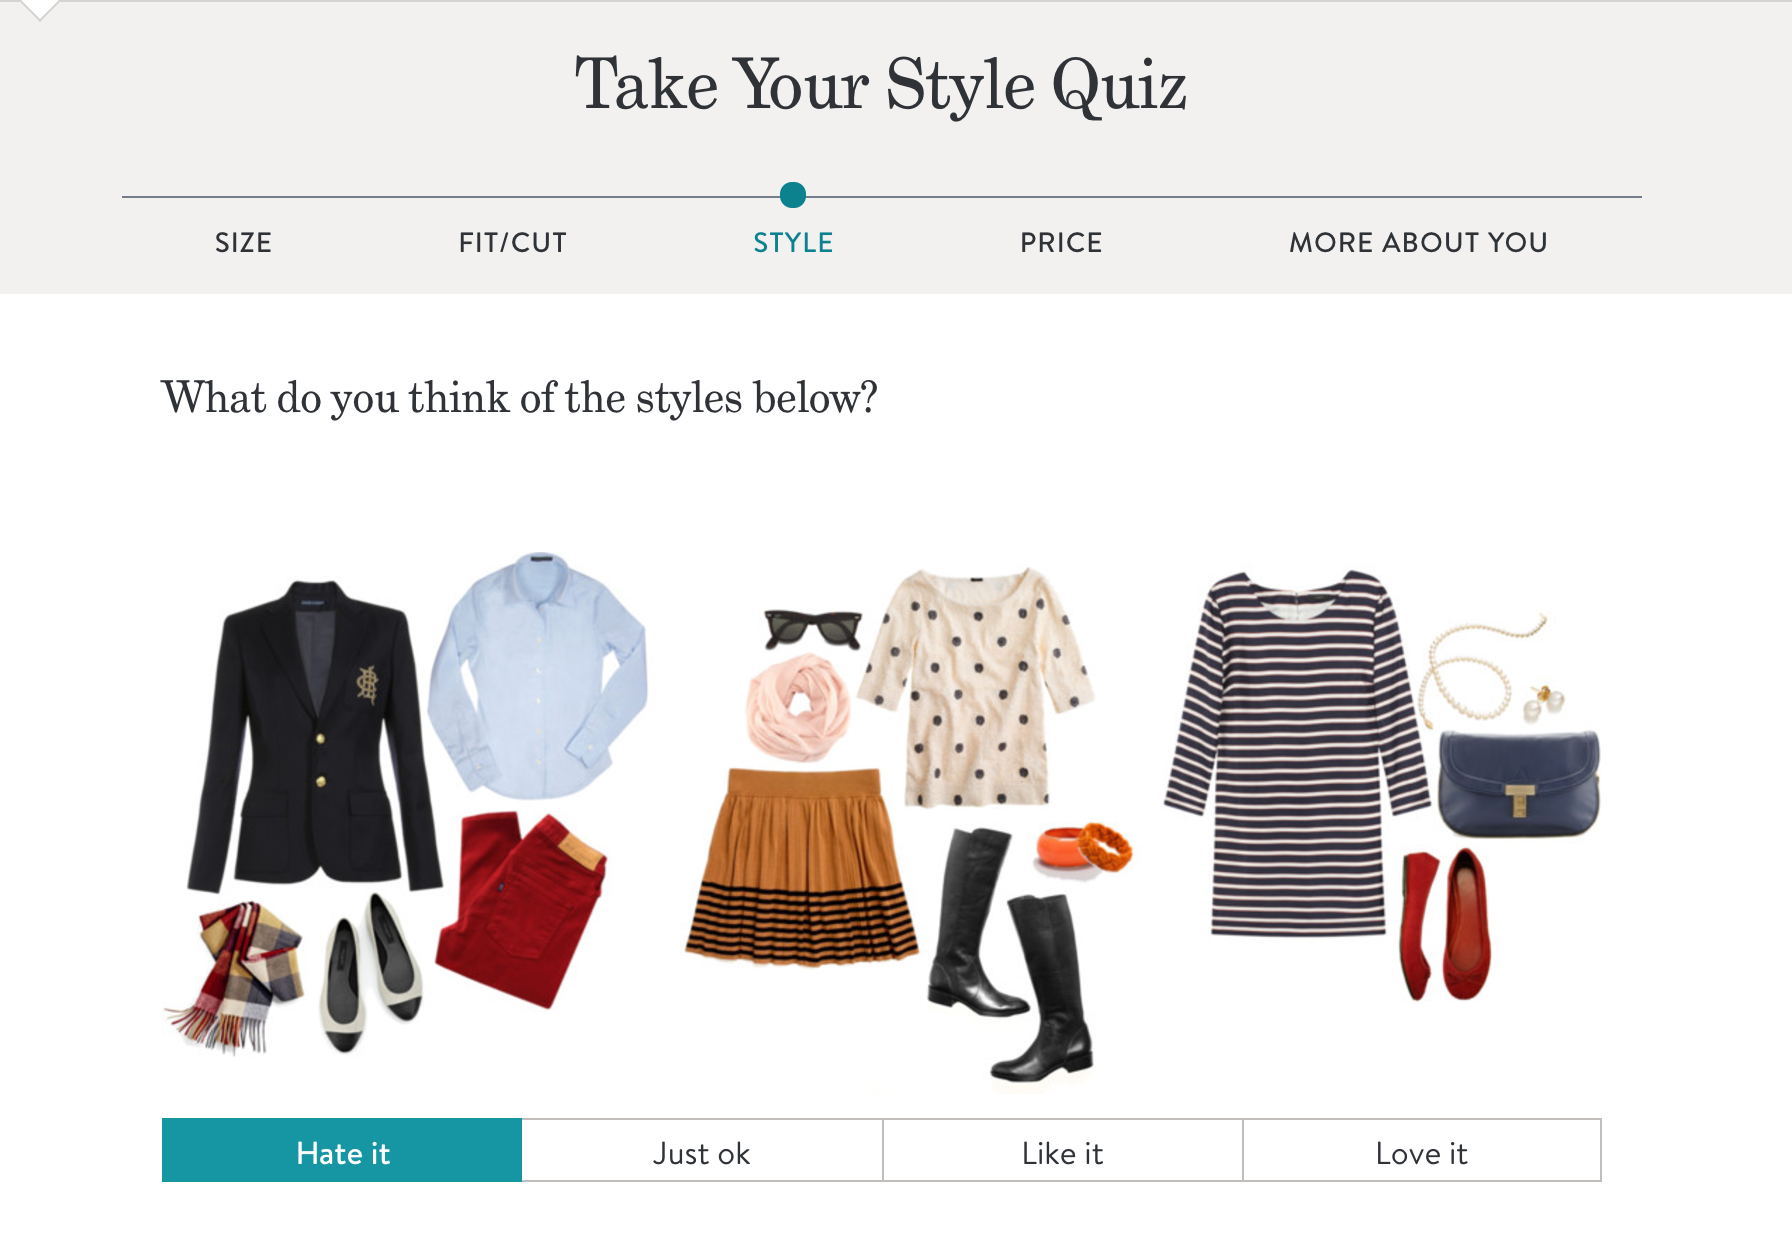 Take Your Style Quiz
SIZE FIT/CUT STYLE PRICE MORE ABOUT YOU
What do you think of the styles below?
Hate it Just ok Like it Love it